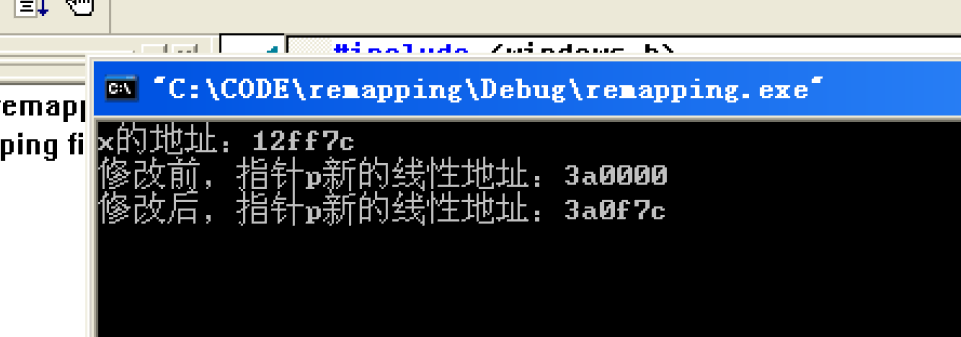 #include <windows.h>
"C:\CODE\remapping\Debug\remapping.exe"
remapp
ping fi
x的地址：12ff7c
修改前，指针p新的线性地址：3a0000
修改后，指针p新的线性地址：3a0f7c